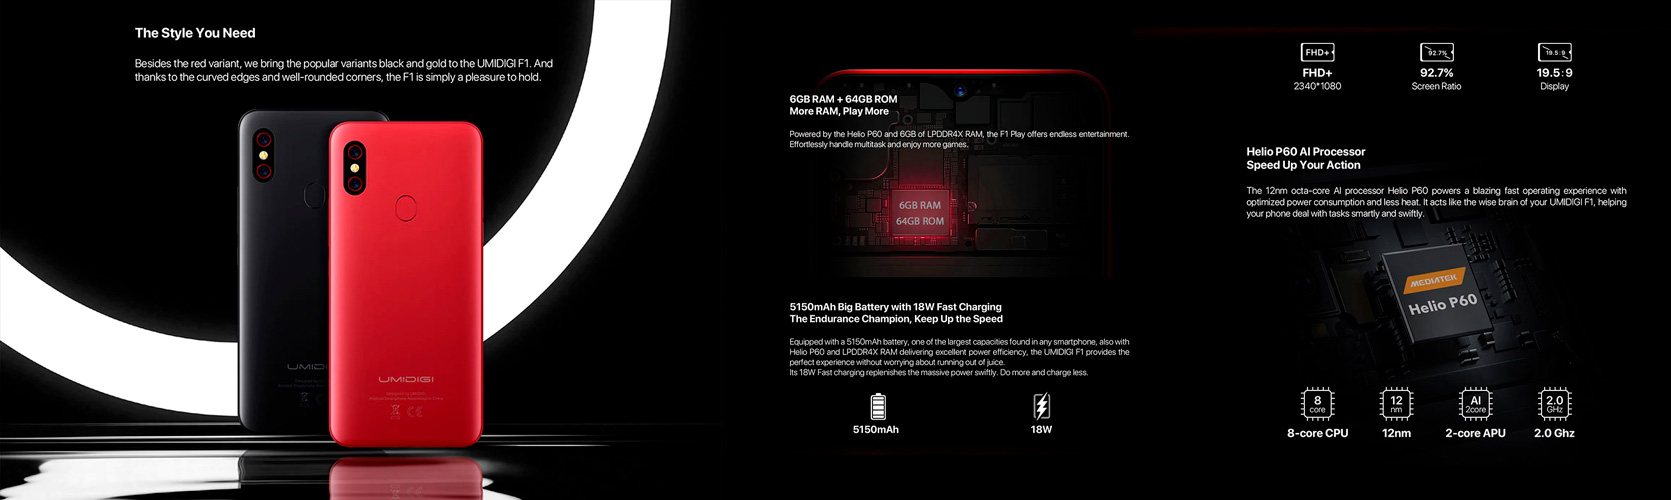 The Style You Need
Besides the red variant, we bring the popular variants black and gold to the UMIDIGI F1. And
thanks to the curved edges and well-rounded corners, the F1 is simply a pleasure to hold.
UMIDIGI
6GB RAM + 64GB ROM
More RAM, Play More
Powered by the Helio P60 and 6GB of LPDDR4X RAM, the F1 Play offers endless entertainment.
Effortlessly handle multitask and enjoy more games.
6GB RAM
64GB ROM
5150mAh Big Battery with 18W Fast Charging
The Endurance Champion, Keep Up the Speed
Equipped with a 5150mAh battery, one of the largest capacities found in any smartphone, also with
Helio P60 and LPDDR4X RAM delivering excellent power efficiency, the UMIDIGI F1 provides the
perfect experience without worrying about running out of juice.
Its 18W Fast charging replenishes the massive power swiftly. Do more and charge less.
5150mAh
18W
FHD+
92.7%
19.5:9
FHD+
92.7%
19.5:9
2340*1080
Screen Ratio
Display
Helio P60 AI Processor
Speed Up Your Action
The 12nm octa-core AI processor Helio P60 powers a blazing fast operating experience with
optimized power consumption and less heat. It acts like the wise brain of your UMIDIGI F1, helping
your phone deal with tasks smartly and swiftly.
MEDIATEK
Helio P60
8 core
12 nm
AI 2core
2.0 GHz
8-core CPU
12nm
2-core APU
2.0 Ghz